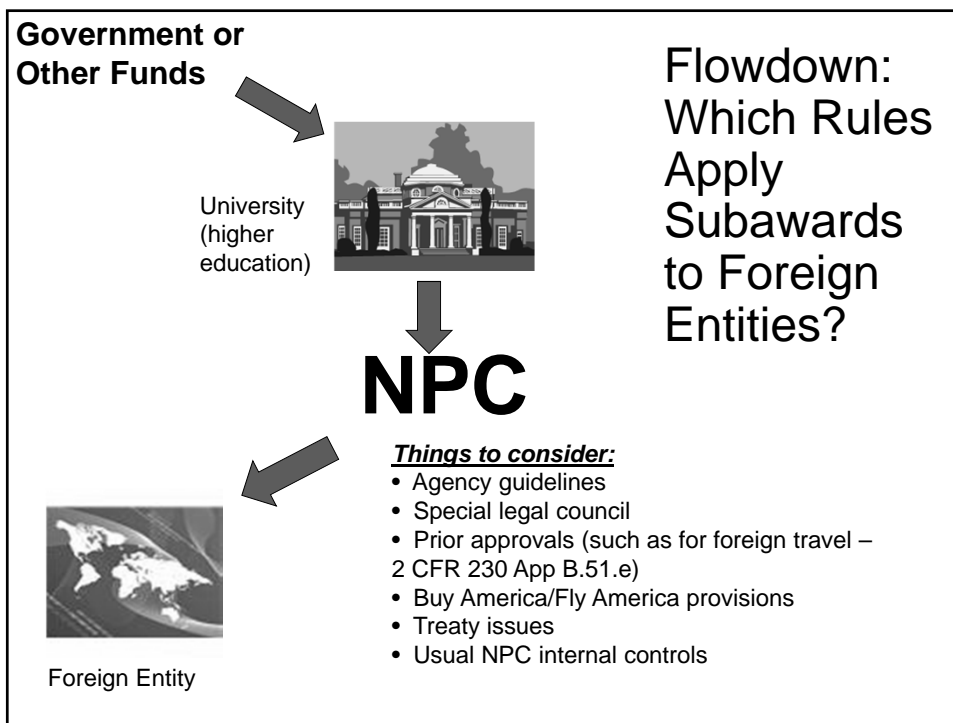 Government or
Other Funds
Flowdown:
Which Rules
Apply
Subawards
to Foreign
Entities?
University
(higher
education)
NPC
Things to consider:
• Agency guidelines
• Special legal council
• Prior approvals (such as for foreign travel –
2 CFR 230 App B.51.e)
• Buy America/Fly America provisions
• Treaty issues
• Usual NPC internal controls
Foreign Entity